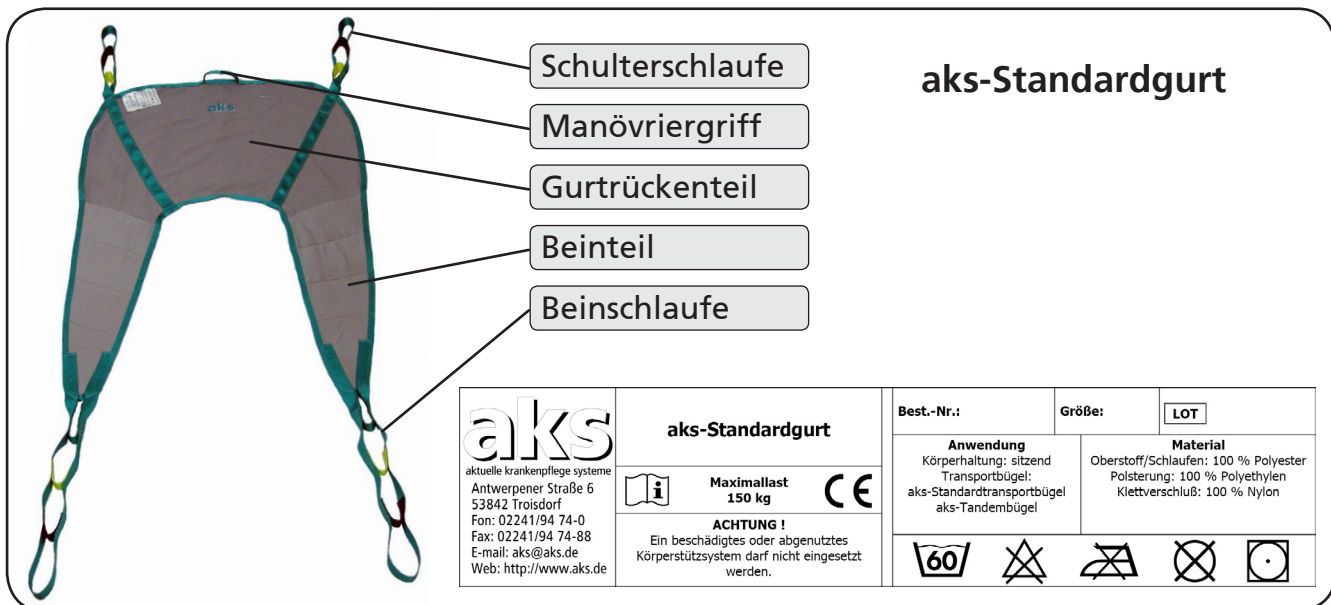 aks-Standardgurt
Schulterschlaufe
Manövriergriff
Gurtrückenteil
Beinteil
Beinschlaufe
aks
aks
aktuelle krankenpflege systeme
Antwerpener Straße 6
53842 Troisdorf
Fon: 02241/94 74-0
Fax: 02241/94 74-88
E-mail: aks@aks.de
Web: http://www.aks.de
aks-Standardgurt
i
Maximallast
150 kg
CE
ACHTUNG !
Ein beschädigtes oder abgenutztes
Körperstützsystem darf nicht eingesetzt
werden.
Best.-Nr.:
Größe:
LOT
Anwendung
Körperhaltung: sitzend
Transportbügel:
aks-Standardtransportbügel
aks-Tandembügel
Material
Oberstoff/Schlaufen: 100 % Polyester
Polsterung: 100 % Polyethylen
Klettverschluß: 100 % Nylon
60